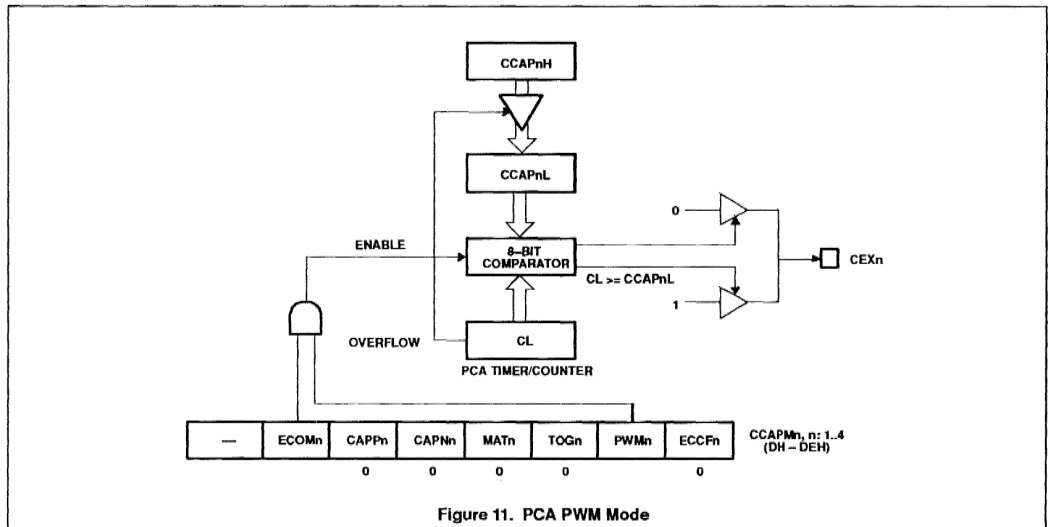 CCAPnH
CCAPnL
0
ENABLE
8–BIT
COMPARATOR
CEXn
CL >= CCAPnL
1
OVERFLOW
CL
PCA TIMER/COUNTER
— ECOMn CAPPn CAPNn MATn TOGn PWMn ECCFn
CCAPMn, n: 1..4
(DH – DEH)
0 0 0 0 0
Figure 11. PCA PWM Mode